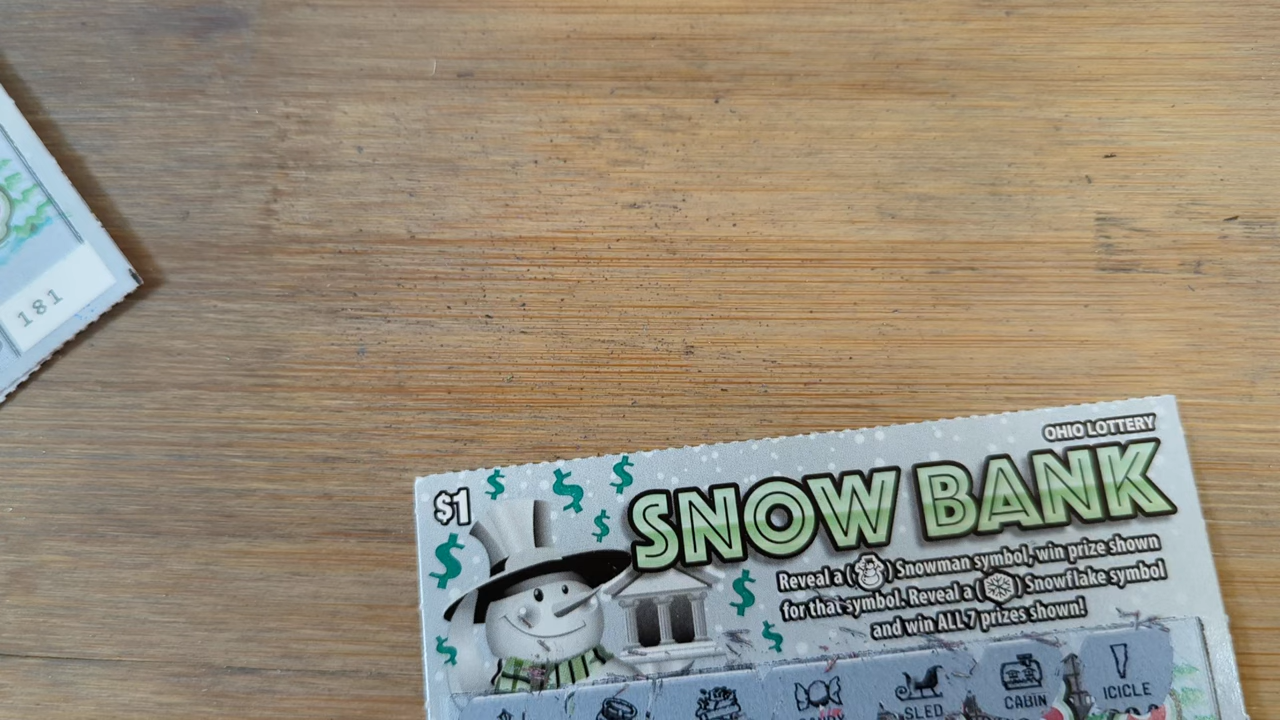 181
OHIO LOTTERY
$1
SNOW BANK
Reveal a ( ) Snowman symbol, win prize shown
for that symbol. Reveal a ( ) Snowflake symbol
and win ALL 7 prizes shown!
SLED
CABIN
ICICLE